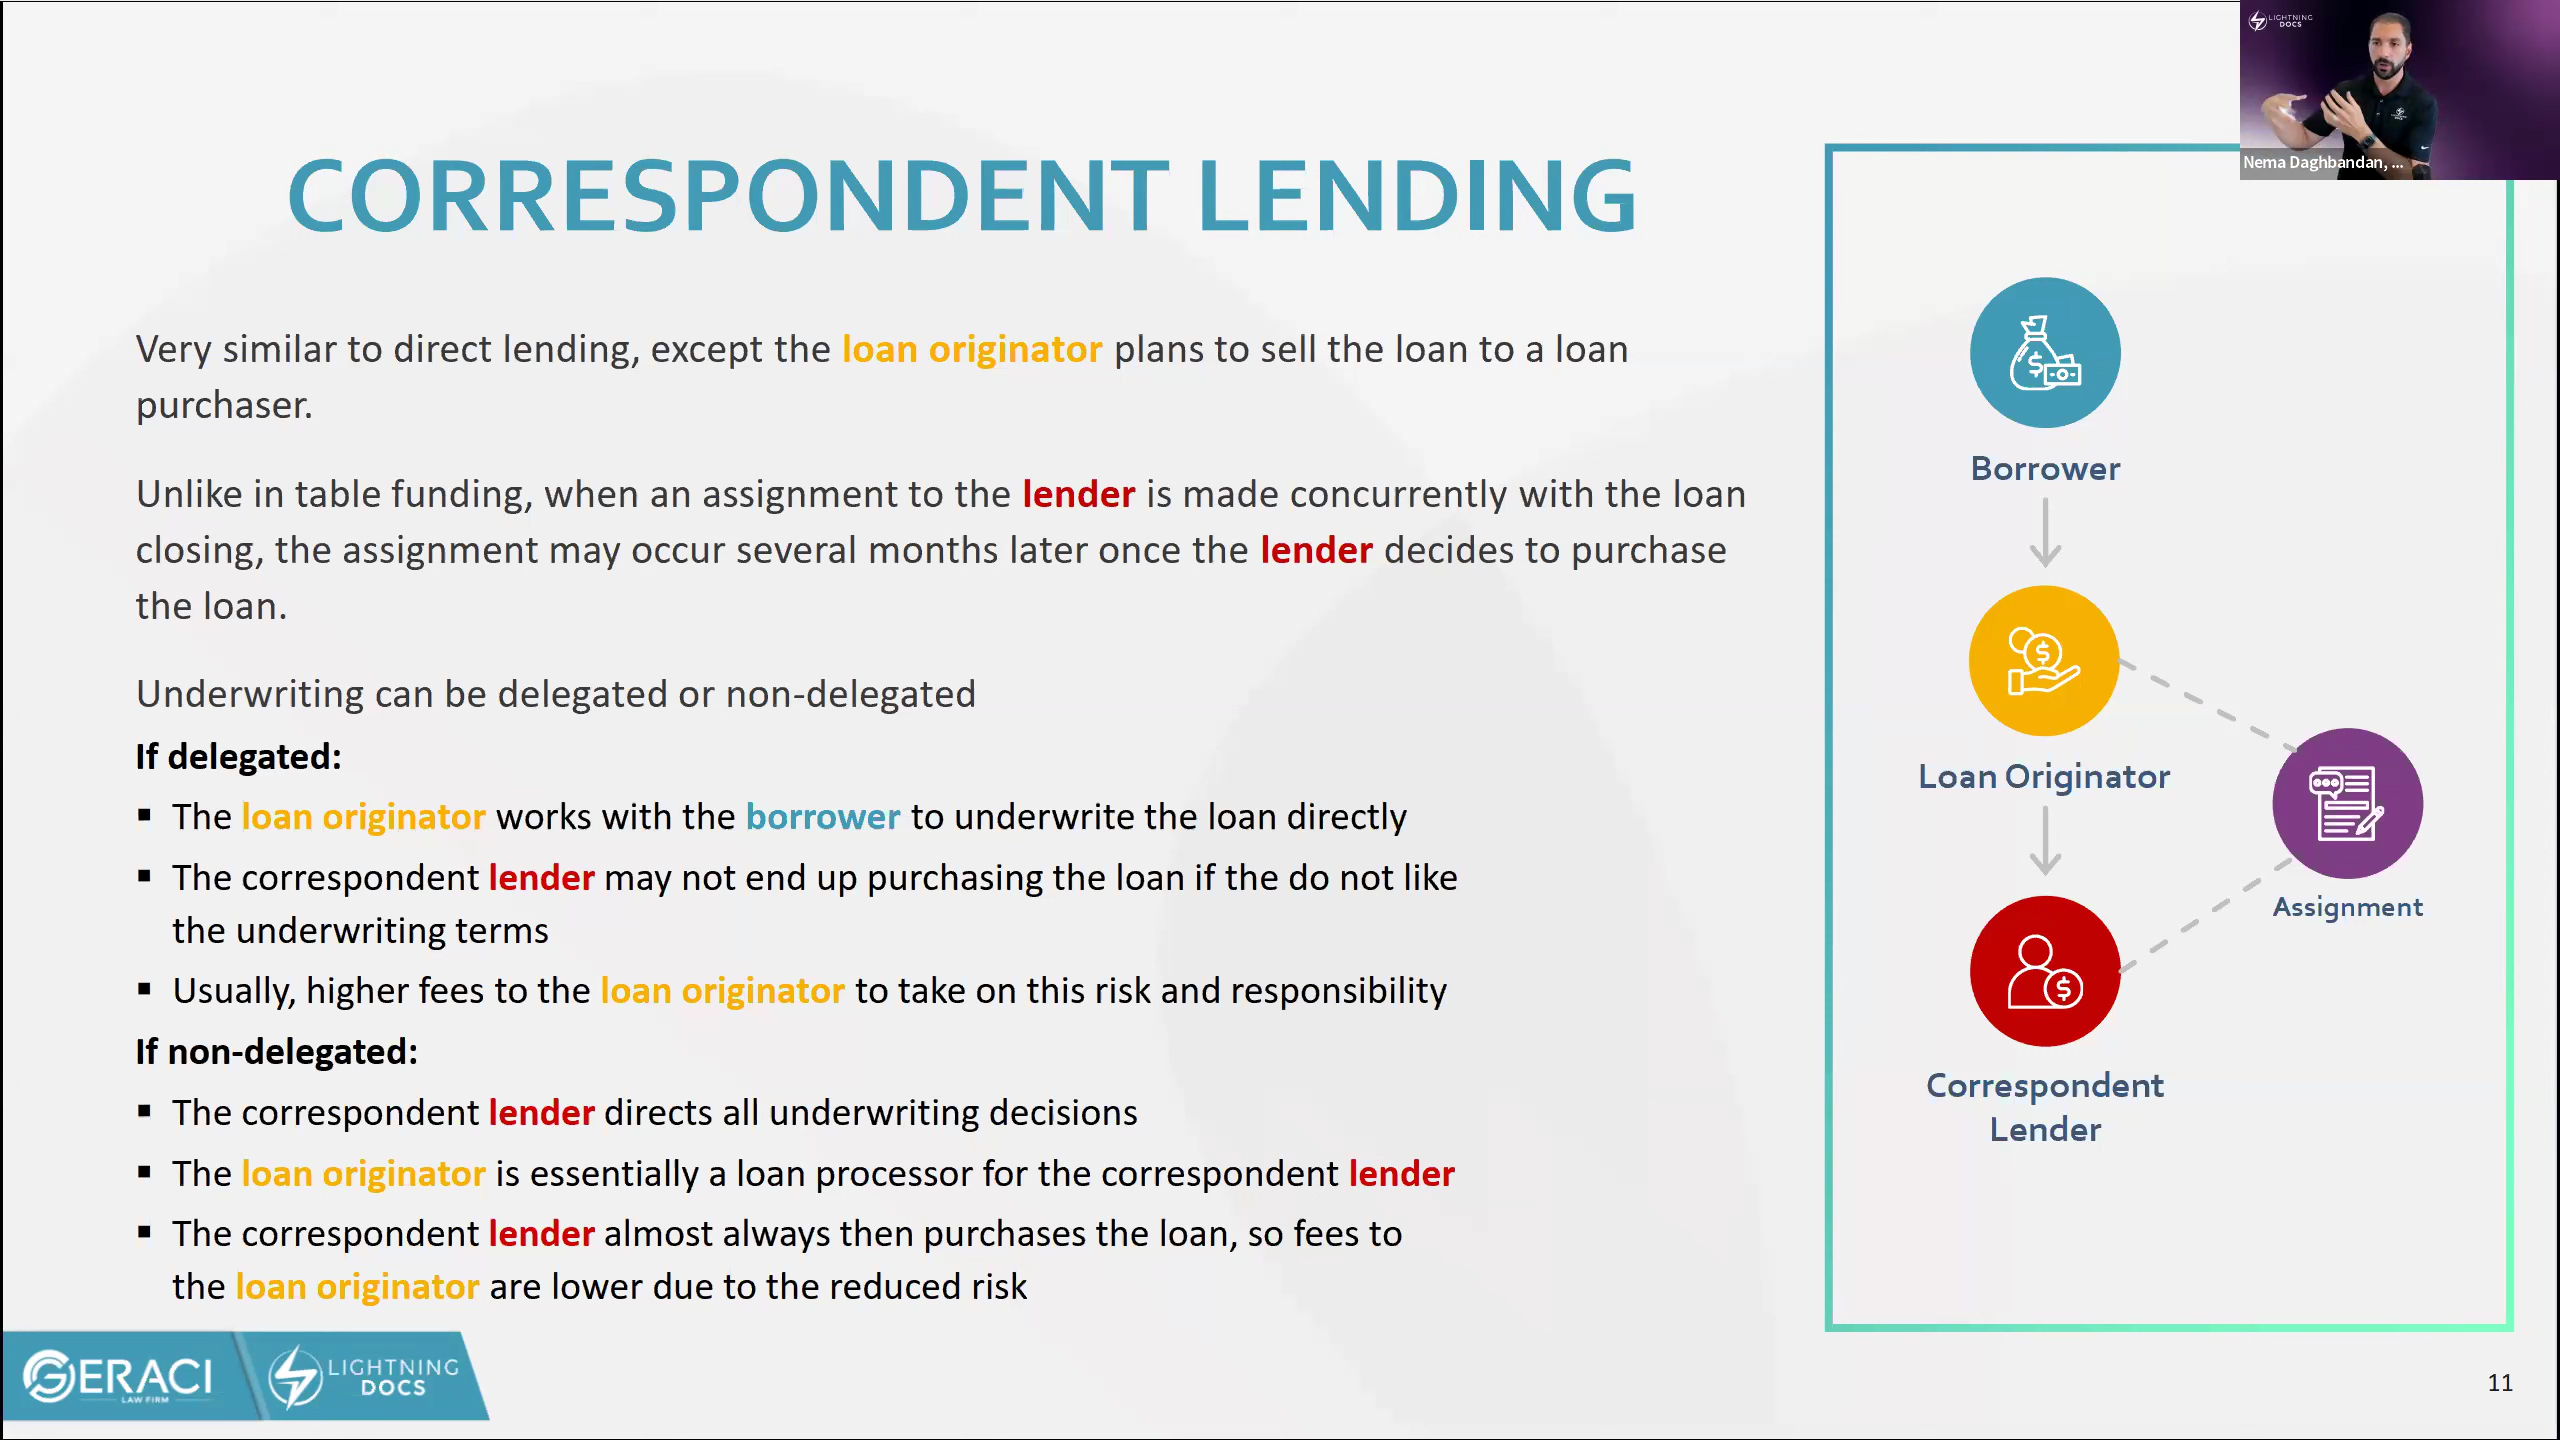 LIGHTNING
DOCS
Nema Daghbandan, ...
CORRESPONDENT LENDING
Very similar to direct lending, except the loan originator plans to sell the loan to a loan
purchaser.
Unlike in table funding, when an assignment to the lender is made concurrently with the loan
closing, the assignment may occur several months later once the lender decides to purchase
the loan.
Underwriting can be delegated or non-delegated
If delegated:
▪ The loan originator works with the borrower to underwrite the loan directly
▪ The correspondent lender may not end up purchasing the loan if the do not like
the underwriting terms
▪ Usually, higher fees to the loan originator to take on this risk and responsibility
If non-delegated:
▪ The correspondent lender directs all underwriting decisions
▪ The loan originator is essentially a loan processor for the correspondent lender
▪ The correspondent lender almost always then purchases the loan, so fees to
the loan originator are lower due to the reduced risk
Borrower
Loan Originator
Assignment
Correspondent
Lender
GERACI
LAW FIRM
LIGHTNING
DOCS
11